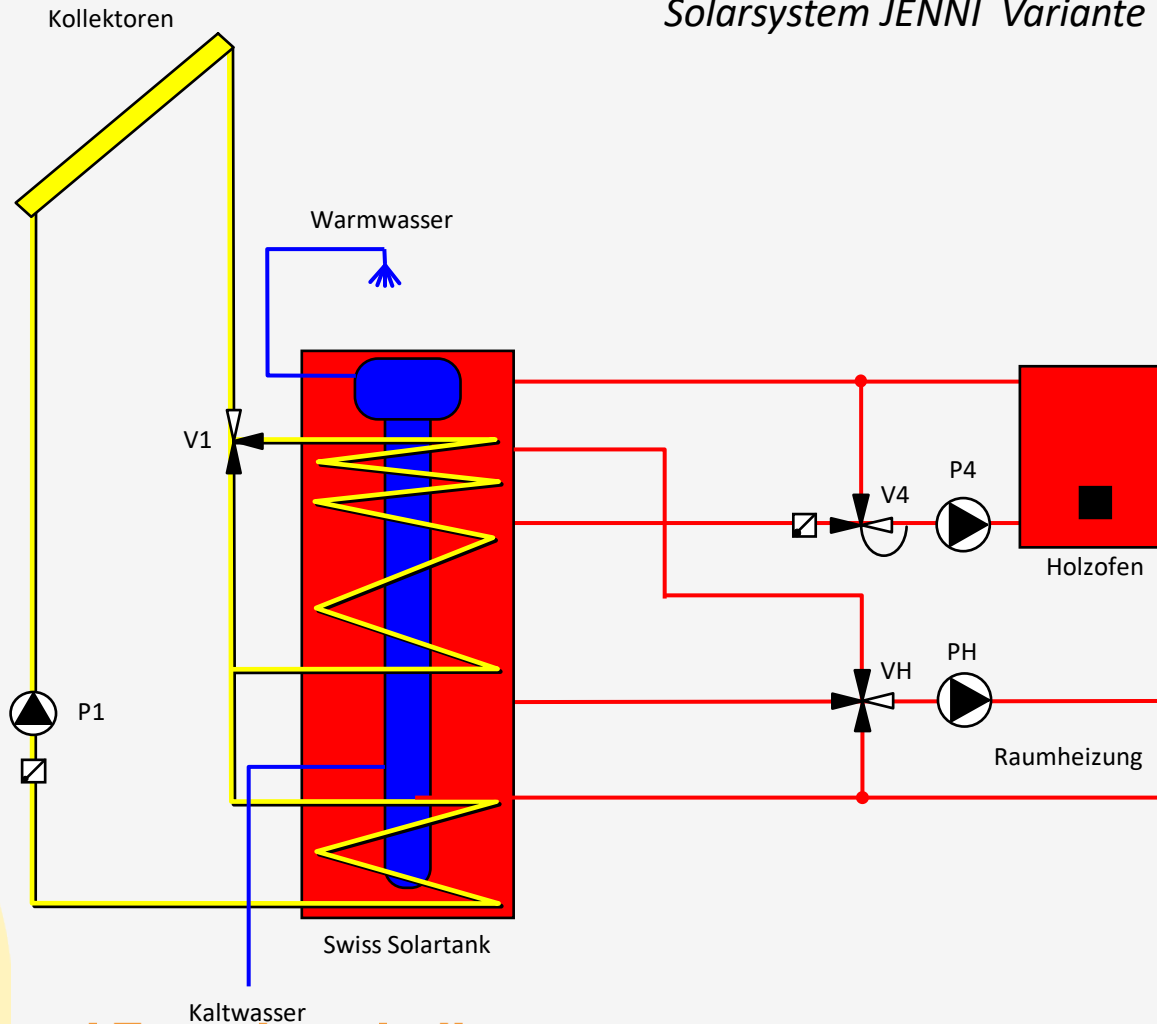 Kollektoren
Solarsystem JENNI Variante
Warmwasser
V1
V4
P4
Holzofen
VH
PH
P1
Raumheizung
Swiss Solartank
Kaltwasser